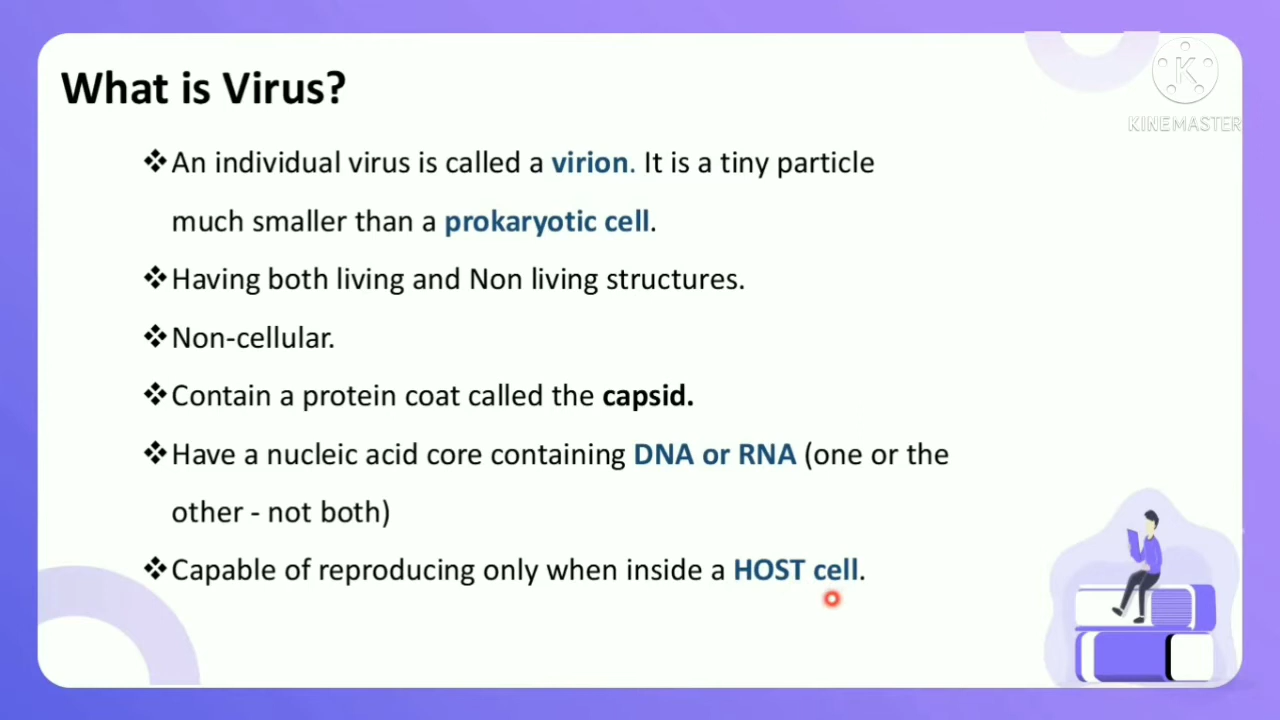 What is Virus?
K
KINEMASTER
❖An individual virus is called a virion. It is a tiny particle
much smaller than a prokaryotic cell.
❖Having both living and Non living structures.
❖Non-cellular.
❖Contain a protein coat called the capsid.
❖Have a nucleic acid core containing DNA or RNA (one or the
other - not both)
❖Capable of reproducing only when inside a HOST cell.